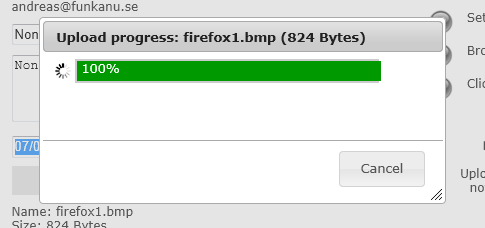 andreas@funkanu.se
Upload progress: firefox1.bmp (824 Bytes)
100%
Cancel
Name: firefox1.bmp
Size: 824 Bytes